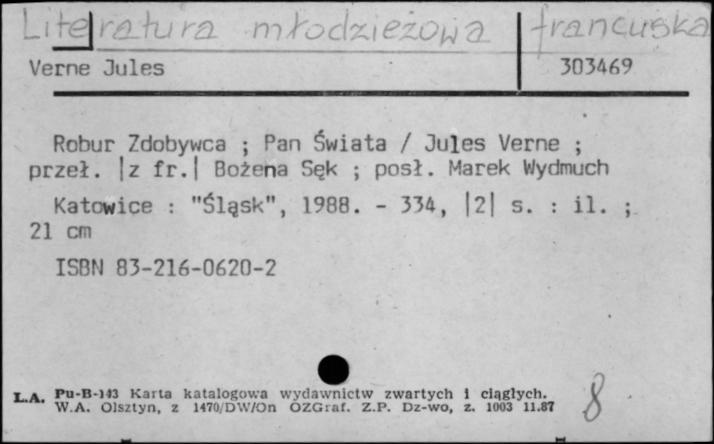 Literatura młodzieżowa francuska
Verne Jules 303469
Robur Zdobywca ; Pan Świata / Jules Verne ;
przeł. |z fr.| Bożena Sęk ; posł. Marek Wydmuch
Katowice : "Śląsk", 1988. - 334, |2| s. : il. ;
21 cm
ISBN 83-216-0620-2
L.A. Pu-B-143 Karta katalogowa wydawnictw zwartych i ciągłych.
W.A. Olsztyn, z 1470/DW/On OZGraf. Z.P. Dz-wo, z. 1003 11.87
8